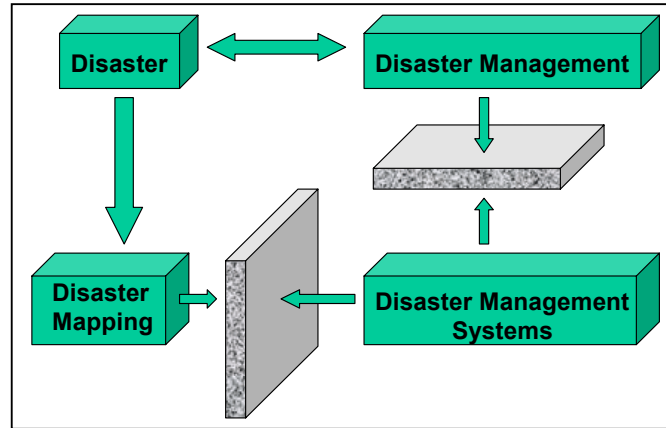 Disaster
Disaster Management
Disaster
Mapping
Disaster Management
Systems